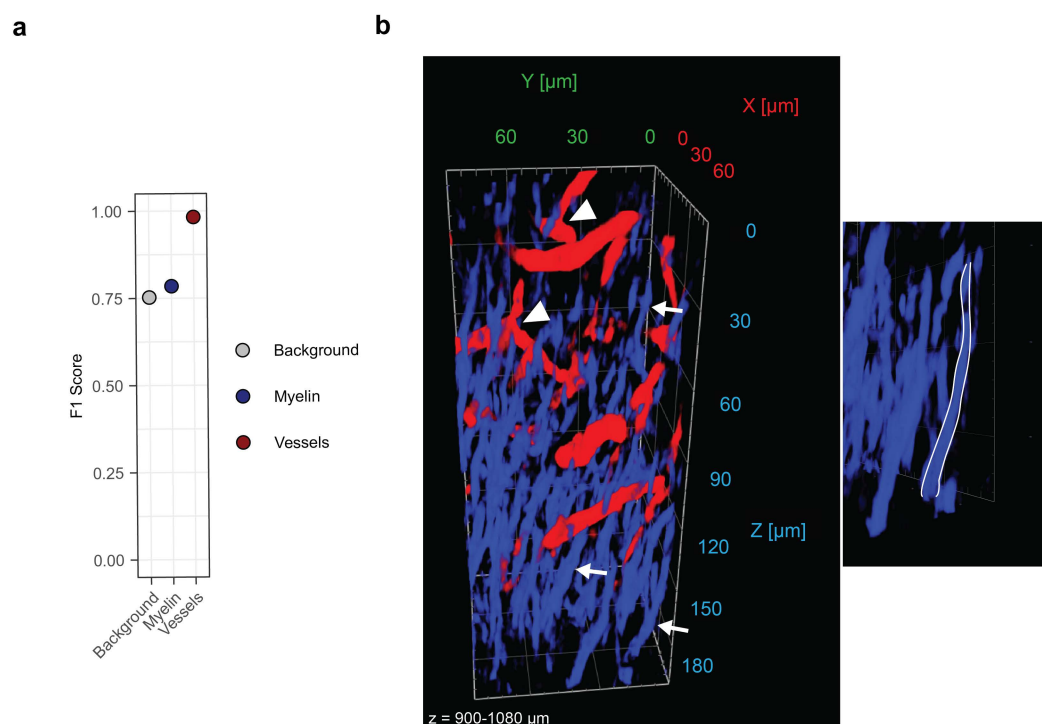 a
b
F1 Score
1.00
0.75
0.50
0.25
0.00
Background
Myelin
Vessels
Background
Myelin
Vessels
Y [µm]
X [µm]
60 30 0 0
30
60
0
30
60
90
Z [µm]
120
150
180
z = 900-1080 µm